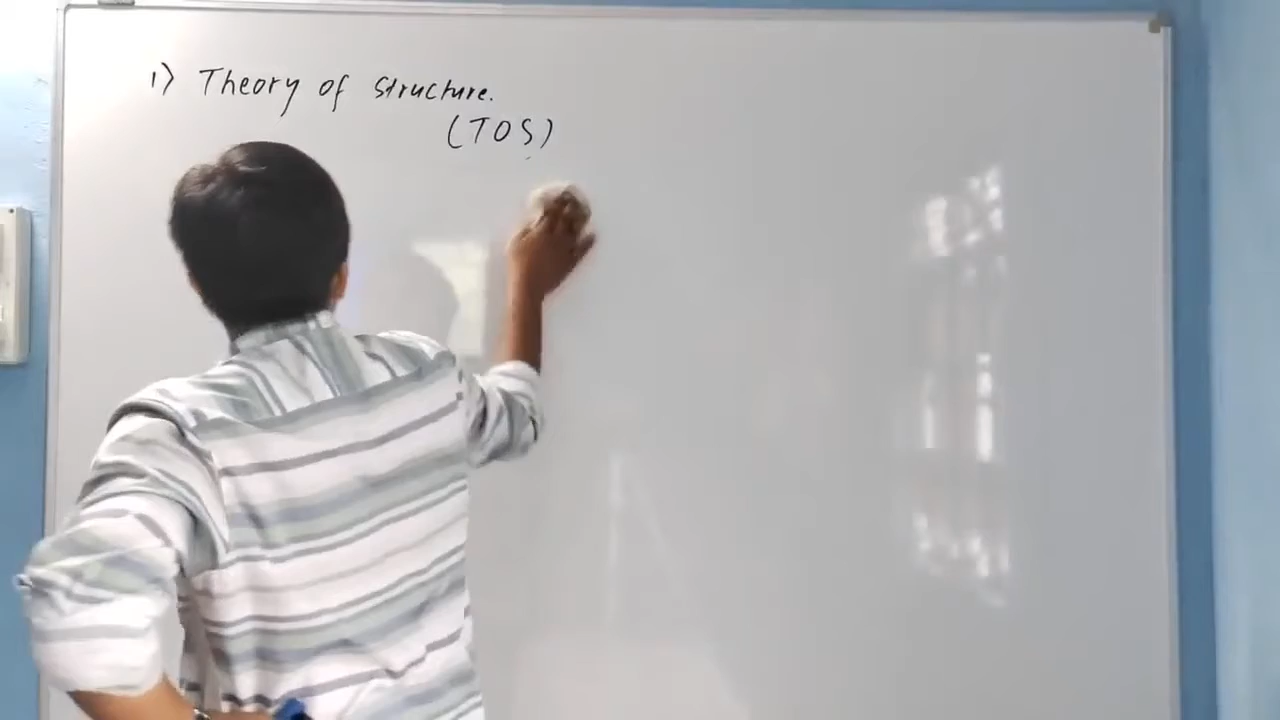 1) Theory of structure.
(TOS)